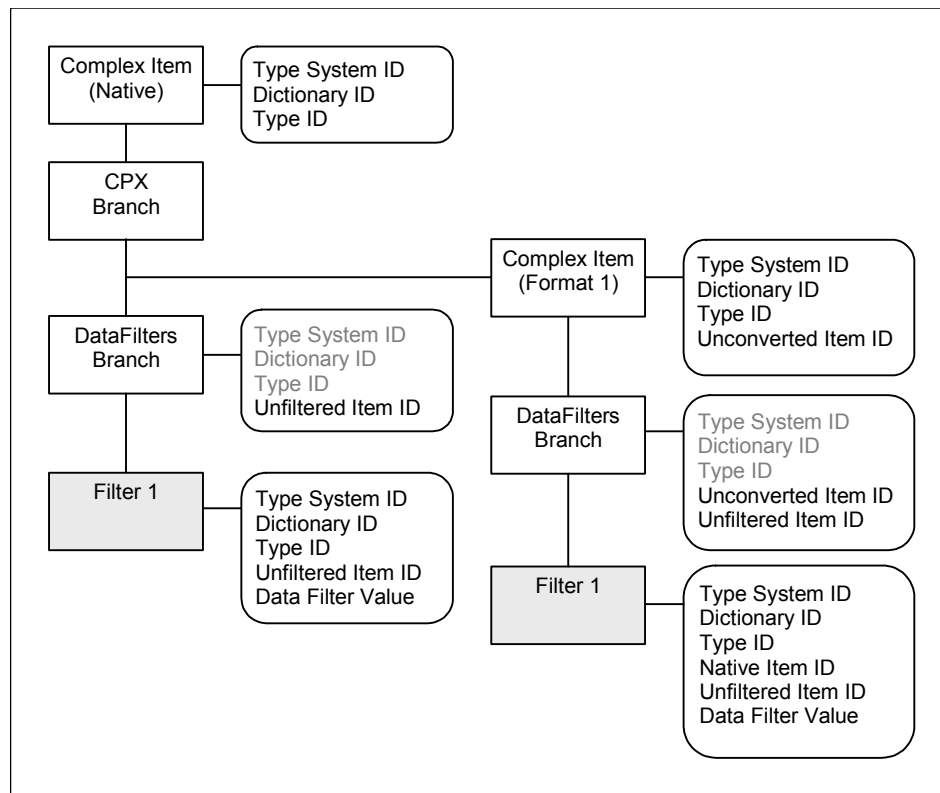 Complex Item
(Native)
Type System ID
Dictionary ID
Type ID
CPX
Branch
Complex Item
(Format 1)
Type System ID
Dictionary ID
Type ID
Unconverted Item ID
DataFilters
Branch
Type System ID
Dictionary ID
Type ID
Unfiltered Item ID
DataFilters
Branch
Type System ID
Dictionary ID
Type ID
Unconverted Item ID
Unfiltered Item ID
Filter 1
Type System ID
Dictionary ID
Type ID
Unfiltered Item ID
Data Filter Value
Filter 1
Type System ID
Dictionary ID
Type ID
Native Item ID
Unfiltered Item ID
Data Filter Value